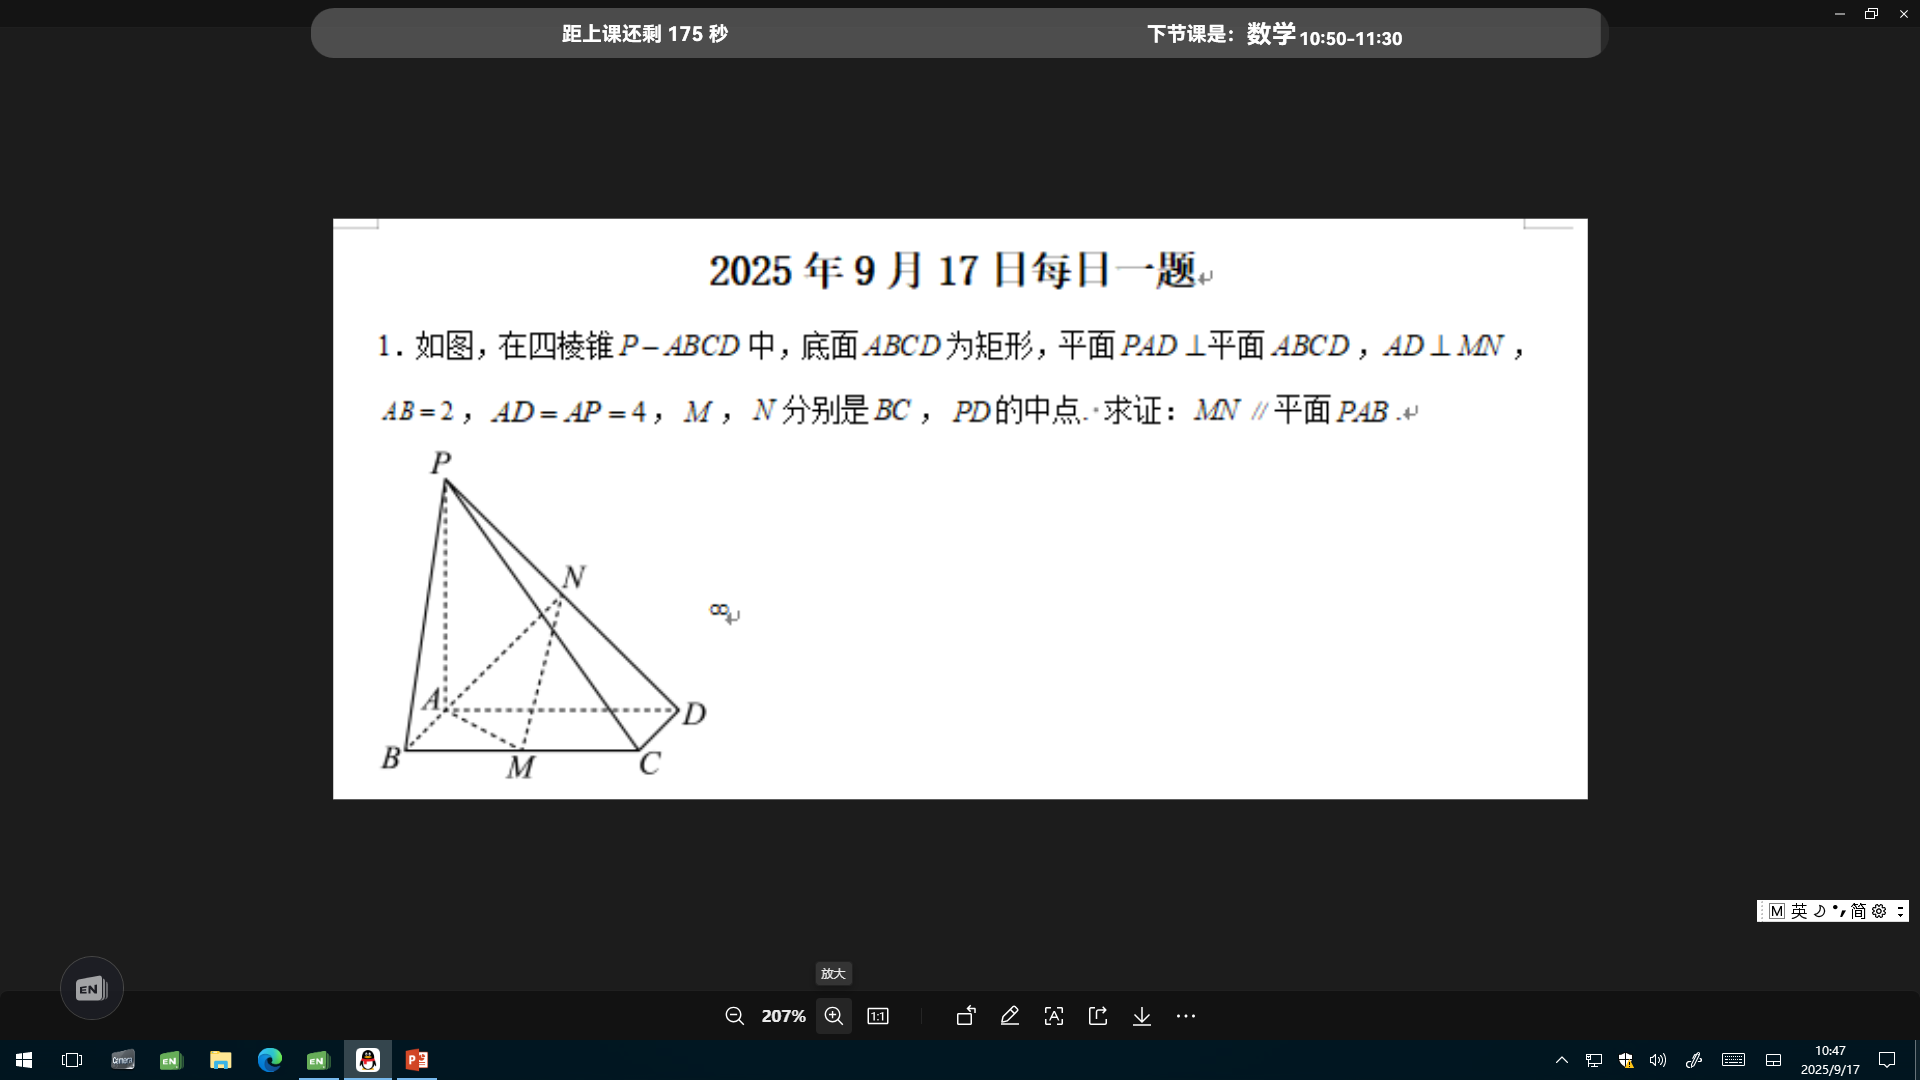 距上课还剩 175 秒
下节课是：数学 10:50-11:30
2025 年 9 月 17 日每日一题
1. 如图，在四棱锥 P－ABCD 中，底面 ABCD 为矩形，平面 PAD ⊥平面 ABCD，AD ⊥ MN，
AB = 2，AD = AP = 4，M，N 分别是 BC，PD 的中点. 求证：MN // 平面 PAB.
P
N
A
D
B
M
C
M 英 简
EN
放大
207%
1:1
Camera
EN
EN
P
10:47
2025/9/17